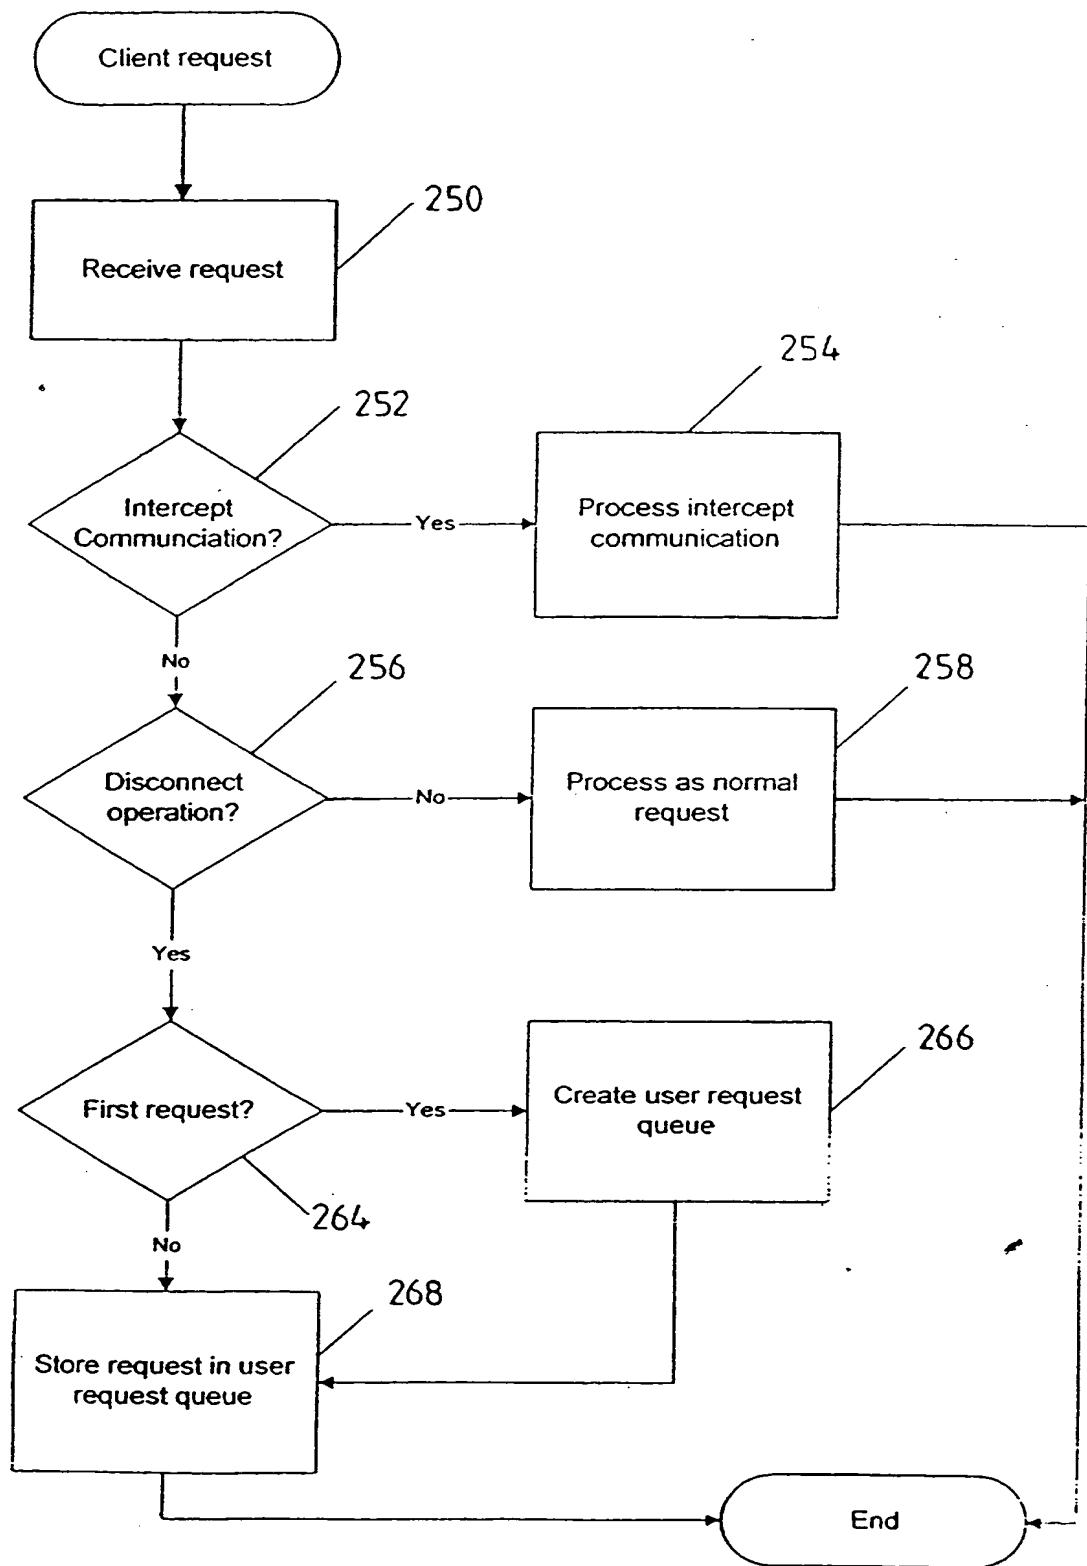 Client request
250
Receive request
254
252
Intercept
Communciation?
Yes
Process intercept
communication
No
256
258
Disconnect
operation?
No
Process as normal
request
Yes
266
First request?
Yes
Create user request
queue
264
No
268
Store request in user
request queue
End